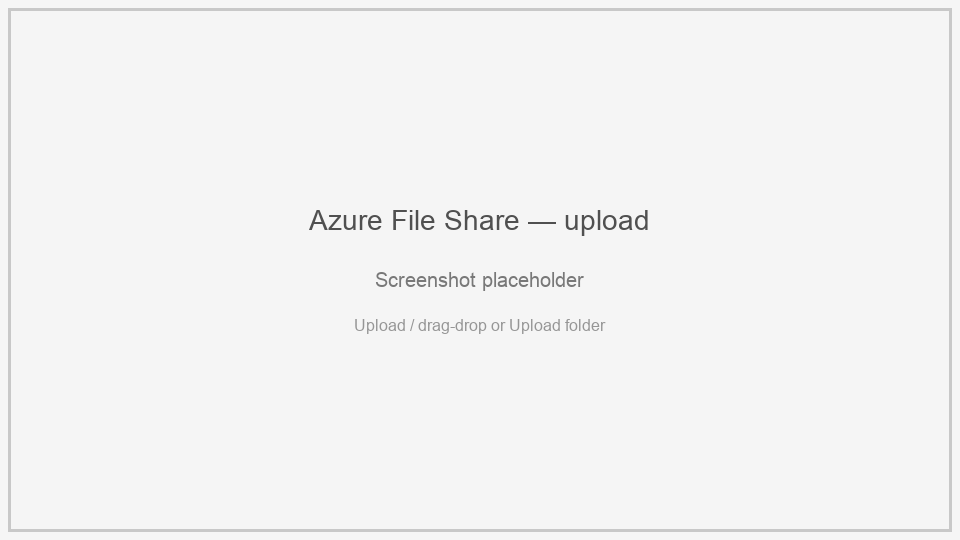 Azure File Share — upload
Screenshot placeholder
Upload / drag-drop or Upload folder